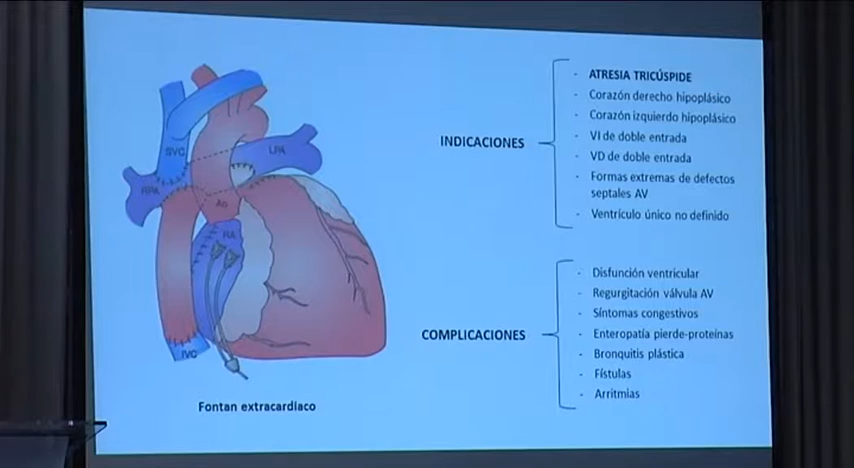 SVC
LPA
RPA
Ao
RA
IVC
Fontan extracardiaco
INDICACIONES
- ATRESIA TRICÚSPIDE
- Corazón derecho hipoplásico
- Corazón izquierdo hipoplásico
- VI de doble entrada
- VD de doble entrada
- Formas extremas de defectos
septales AV
- Ventrículo único no definido
COMPLICACIONES
- Disfunción ventricular
- Regurgitación válvula AV
- Síntomas congestivos
- Enteropatía pierde-proteínas
- Bronquitis plástica
- Fístulas
- Arritmias